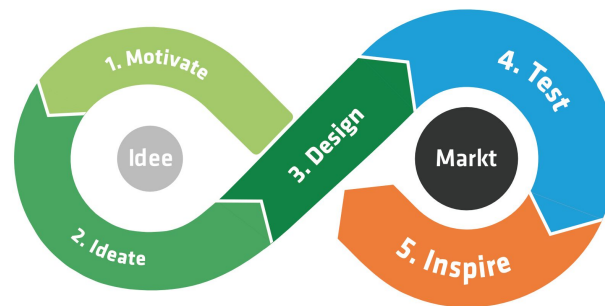 1. Motivate
Idee
2. Ideate
3. Design
4. Test
Markt
5. Inspire